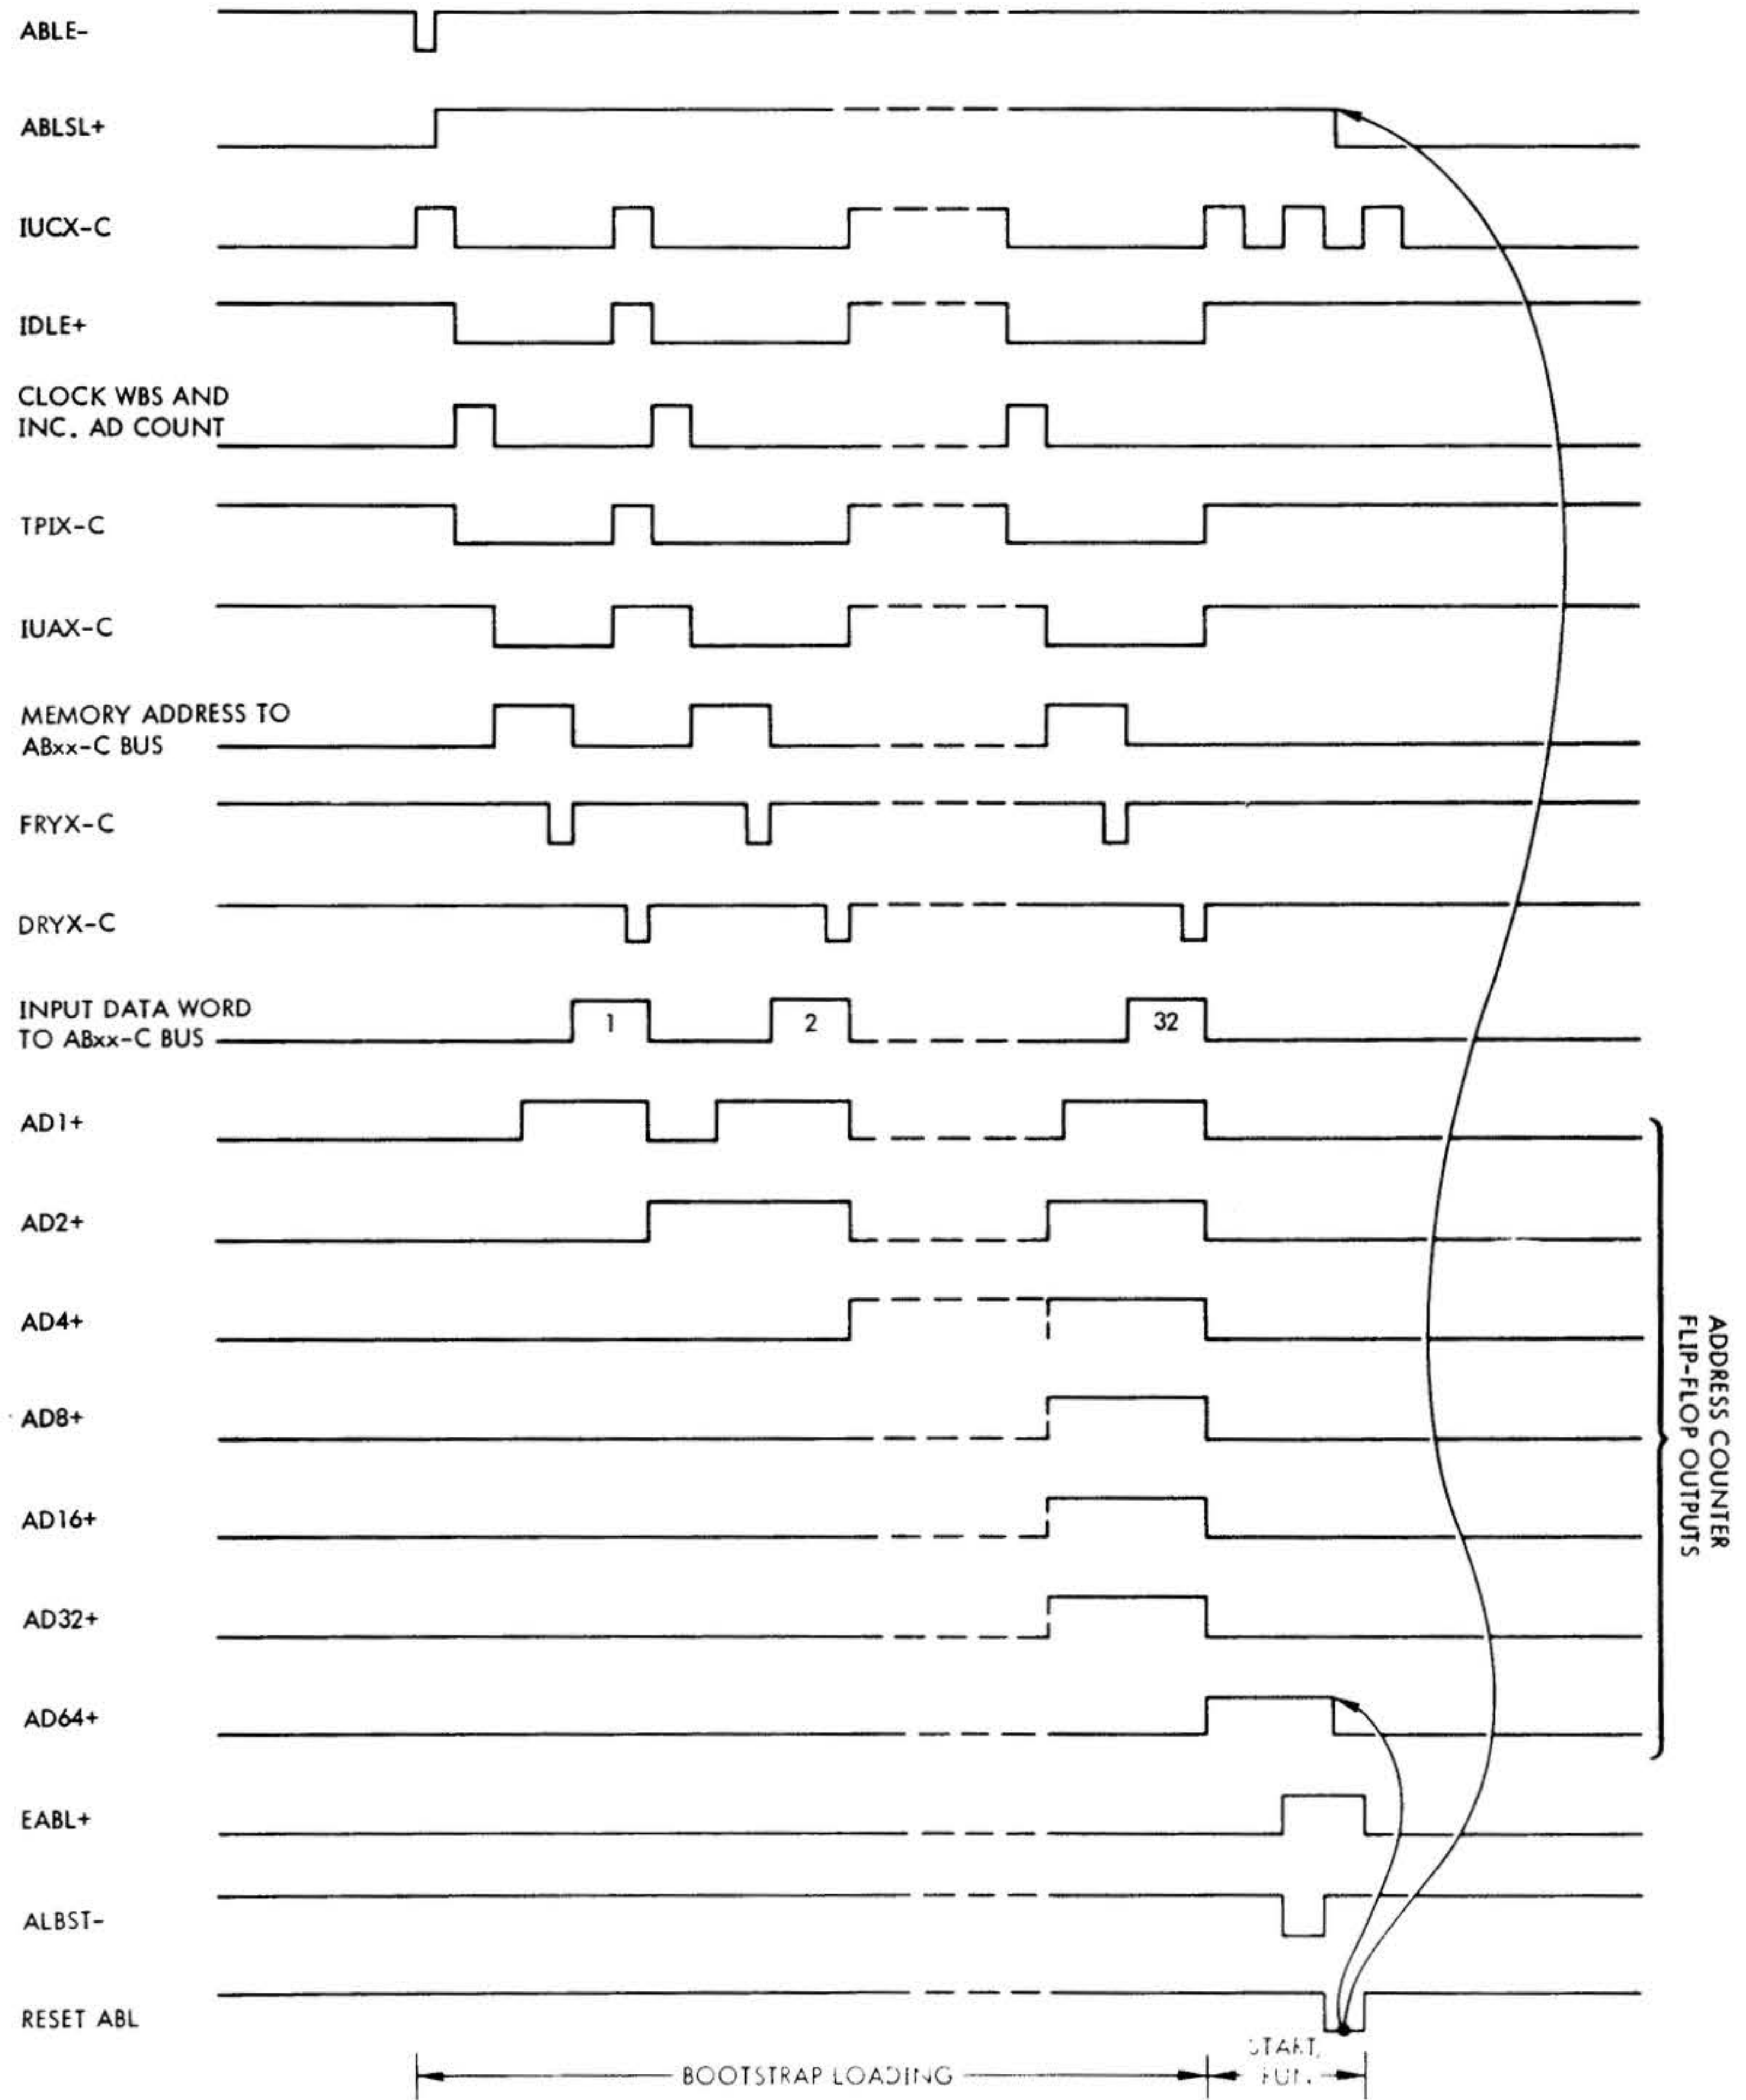 ABLE-
ABLSL+
IUCX-C
IDLE+
CLOCK WBS AND
INC. AD COUNT
TPIX-C
IUAX-C
MEMORY ADDRESS TO
ABxx-C BUS
FRYX-C
DRYX-C
INPUT DATA WORD
TO ABxx-C BUS
1
2
32
AD1+
AD2+
AD4+
AD8+
AD16+
AD32+
AD64+
ADDRESS COUNTER
FLIP-FLOP OUTPUTS
EABL+
ALBST-
RESET ABL
BOOTSTRAP LOADING
START,